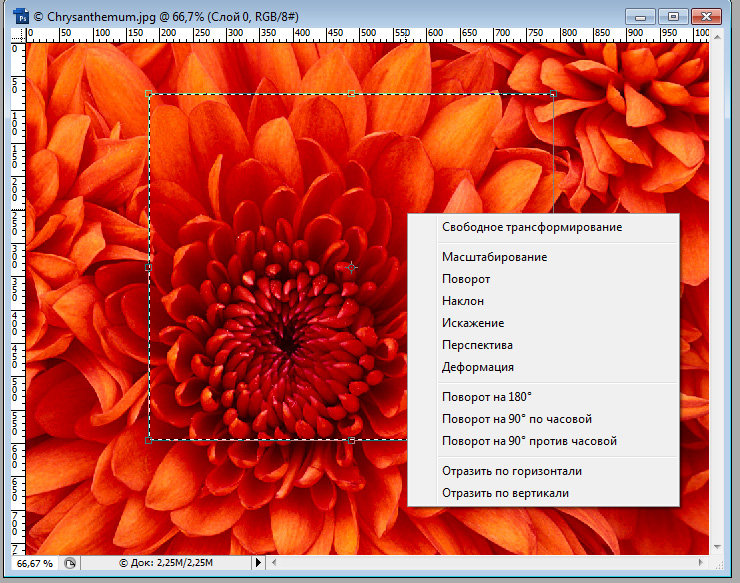 © Chrysanthemum.jpg @ 66,7% (Слой 0, RGB/8#)
0 50 100 150 200 250 300 350 400 450 500 550 600 650 700 750 800 850 900 950 100
0
50
100
150
200
250
300
350
400
450
500
550
600
650
700
7
Свободное трансформирование
Масштабирование
Поворот
Наклон
Искажение
Перспектива
Деформация
Поворот на 180°
Поворот на 90° по часовой
Поворот на 90° против часовой
Отразить по горизонтали
Отразить по вертикали
66,67 % © Док: 2,25M/2,25M